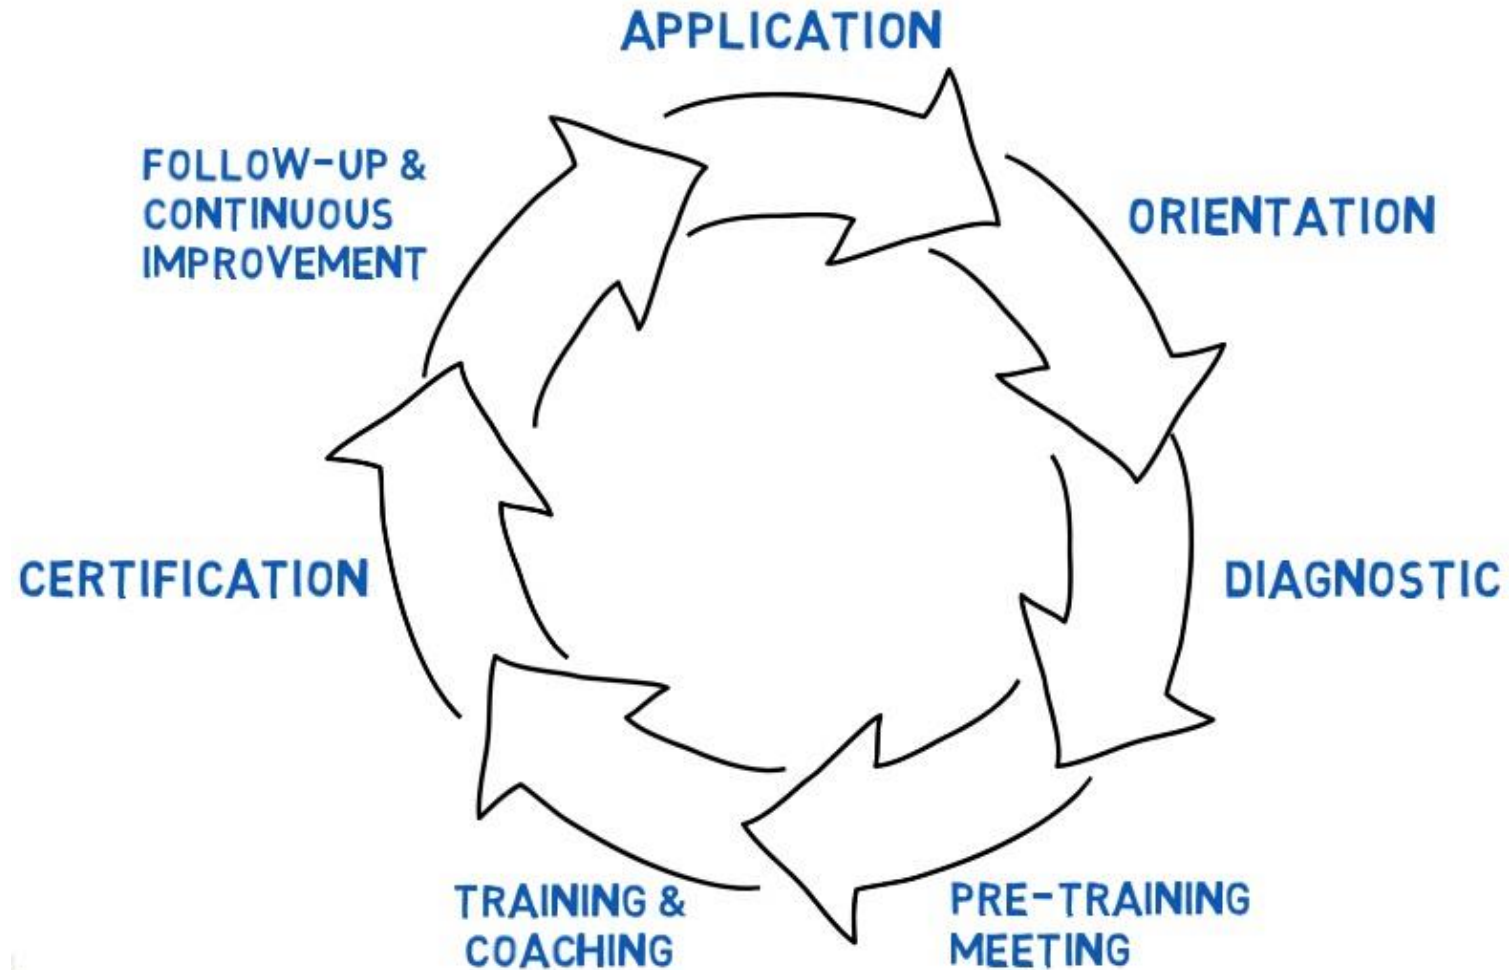 APPLICATION
ORIENTATION
DIAGNOSTIC
PRE-TRAINING
MEETING
TRAINING &
COACHING
CERTIFICATION
FOLLOW-UP &
CONTINUOUS
IMPROVEMENT